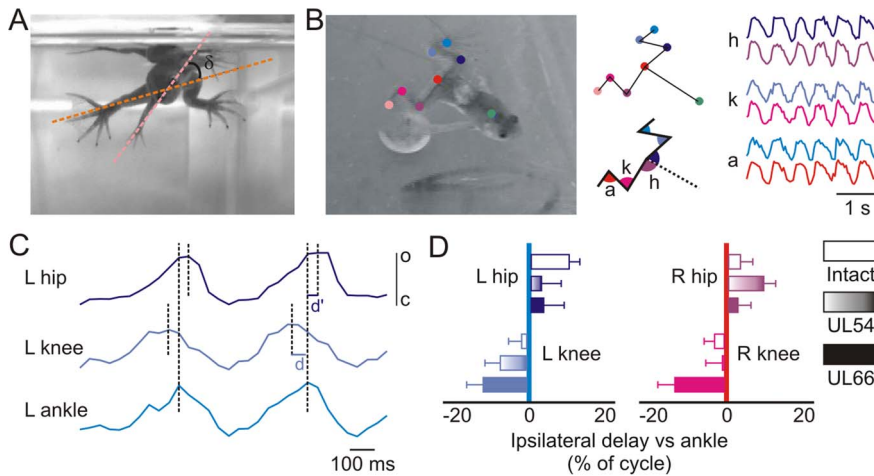 A
δ
B
a
k
h
h
k
a
1 s
C
L hip
o
c
d'
L knee
d
L ankle
100 ms
D
L hip
L knee
-20
0
20
R hip
R knee
-20
0
20
Ipsilateral delay vs ankle
(% of cycle)
Intact
UL54
UL66